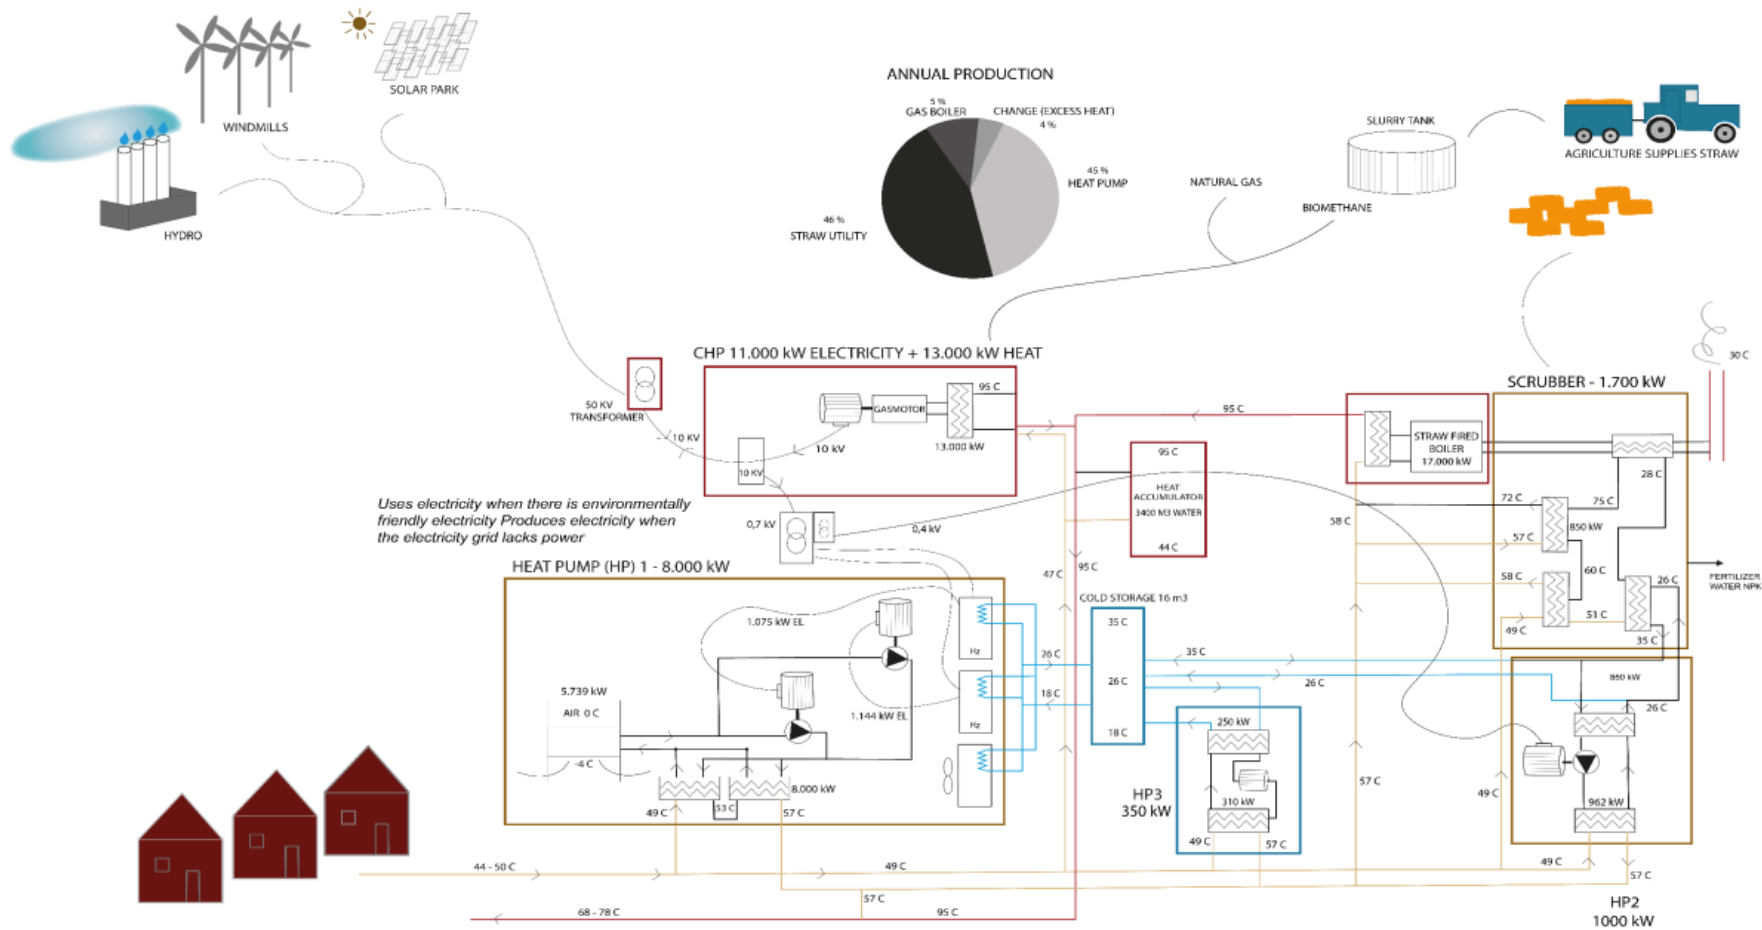 SOLAR PARK
WINDMILLS
HYDRO
ANNUAL PRODUCTION
5 %
GAS BOILER
CHANGE (EXCESS HEAT)
4 %
45 %
HEAT PUMP
46 %
STRAW UTILITY
NATURAL GAS
BIOMETHANE
SLURRY TANK
AGRICULTURE SUPPLIES STRAW
50 KV
TRANSFORMER
10 KV
CHP 11.000 kW ELECTRICITY + 13.000 kW HEAT
GASMOTOR
95 C
13.000 kW
10 kV
10 KV
Uses electricity when there is environmentally
friendly electricity Produces electricity when
the electricity grid lacks power
0,7 kV
0,4 kV
95 C
HEAT
ACCUMULATOR
3400 M3 WATER
44 C
95 C
STRAW FIRED
BOILER
17.000 kW
SCRUBBER - 1.700 kW
30 C
28 C
72 C
75 C
850 kW
57 C
60 C
58 C
58 C
26 C
51 C
49 C
35 C
FERTILIZER
WATER NPK
HEAT PUMP (HP) 1 - 8.000 kW
1.075 kW EL
5.739 kW
AIR 0 C
1.144 kW EL
-4 C
8.000 kW
53 C
49 C
57 C
Hz
Hz
26 C
18 C
47 C
95 C
COLD STORAGE 16 m3
35 C
26 C
18 C
35 C
26 C
HP3
350 kW
250 kW
310 kW
49 C
57 C
57 C
49 C
860 kW
26 C
962 kW
49 C
57 C
HP2
1000 kW
44 - 50 C
49 C
57 C
68 - 78 C
95 C